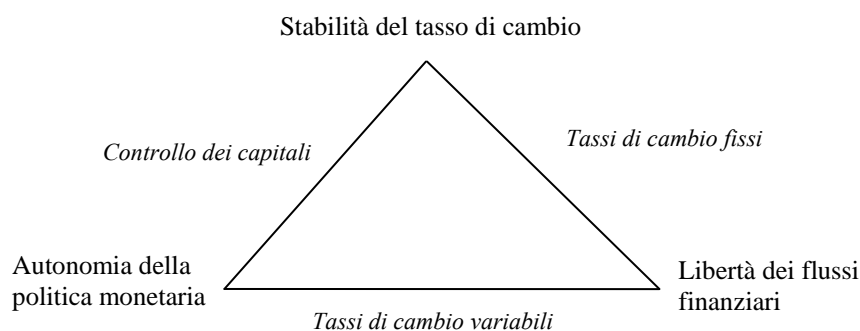 Stabilità del tasso di cambio
Controllo dei capitali
Tassi di cambio fissi
Autonomia della
politica monetaria
Libertà dei flussi
finanziari
Tassi di cambio variabili